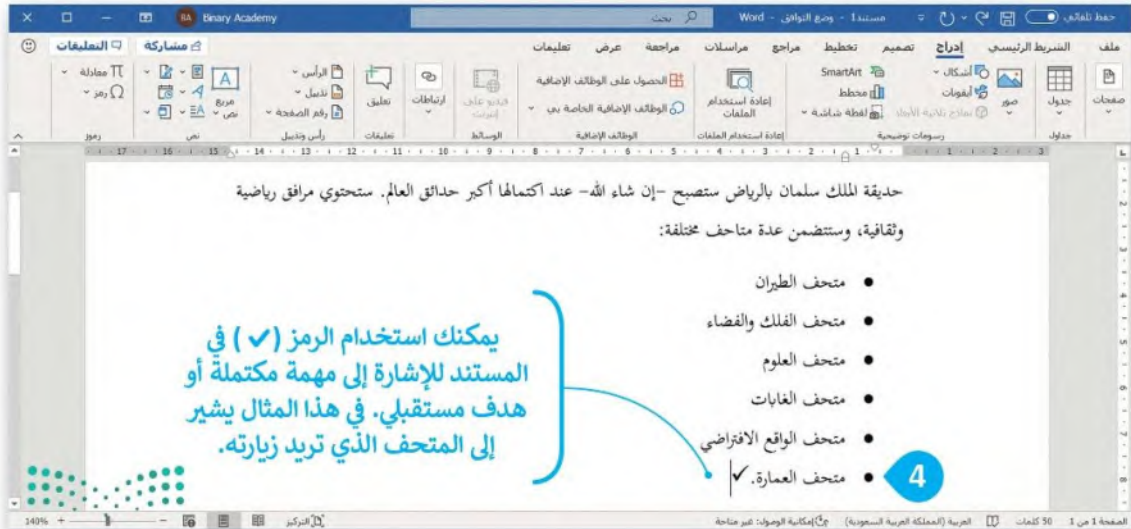 حفظ تلقائي
مستند1 - وضع التوافق - Word
بحث
Binary Academy
BA
ملف
الشريط الرئيسي
إدراج
تصميم
تخطيط
مراجع
مراسلات
مراجعة
عرض
تعليمات
مشاركة
التعليقات
صفحات
جدول
جداول
صور
أشكال
أيقونات
نماذج ثلاثية الأبعاد
SmartArt
مخطط
لقطة شاشة
رسومات توضيحية
إعادة استخدام الملفات
إعادة استخدام الملفات
الحصول على الوظائف الإضافية
الوظائف الإضافية الخاصة بي
الوظائف الإضافية
فيديو على إنترنت
الوسائط
ارتباطات
تعليق
تعليقات
الرأس
تذييل
رقم الصفحة
رأس وتذييل
مربع نص
نص
معادلة
رمز
رموز
حديقة الملك سلمان بالرياض ستصبح –إن شاء الله– عند اكتمالها أكبر حدائق العالم. ستحتوي مرافق رياضية
وثقافية، وستتضمن عدة متاحف مختلفة:
● متحف الطيران
● متحف الفلك والفضاء
● متحف العلوم
● متحف الغابات
● متحف الواقع الافتراضي
● متحف العمارة.✓
4
يمكنك استخدام الرمز (✓) في
المستند للإشارة إلى مهمة مكتملة أو
هدف مستقبلي. في هذا المثال يشير
إلى المتحف الذي تريد زيارته.
الصفحة 1 من 1
50 كلمات
العربية (المملكة العربية السعودية)
إمكانية الوصول: غير متاحة
التركيز
140%